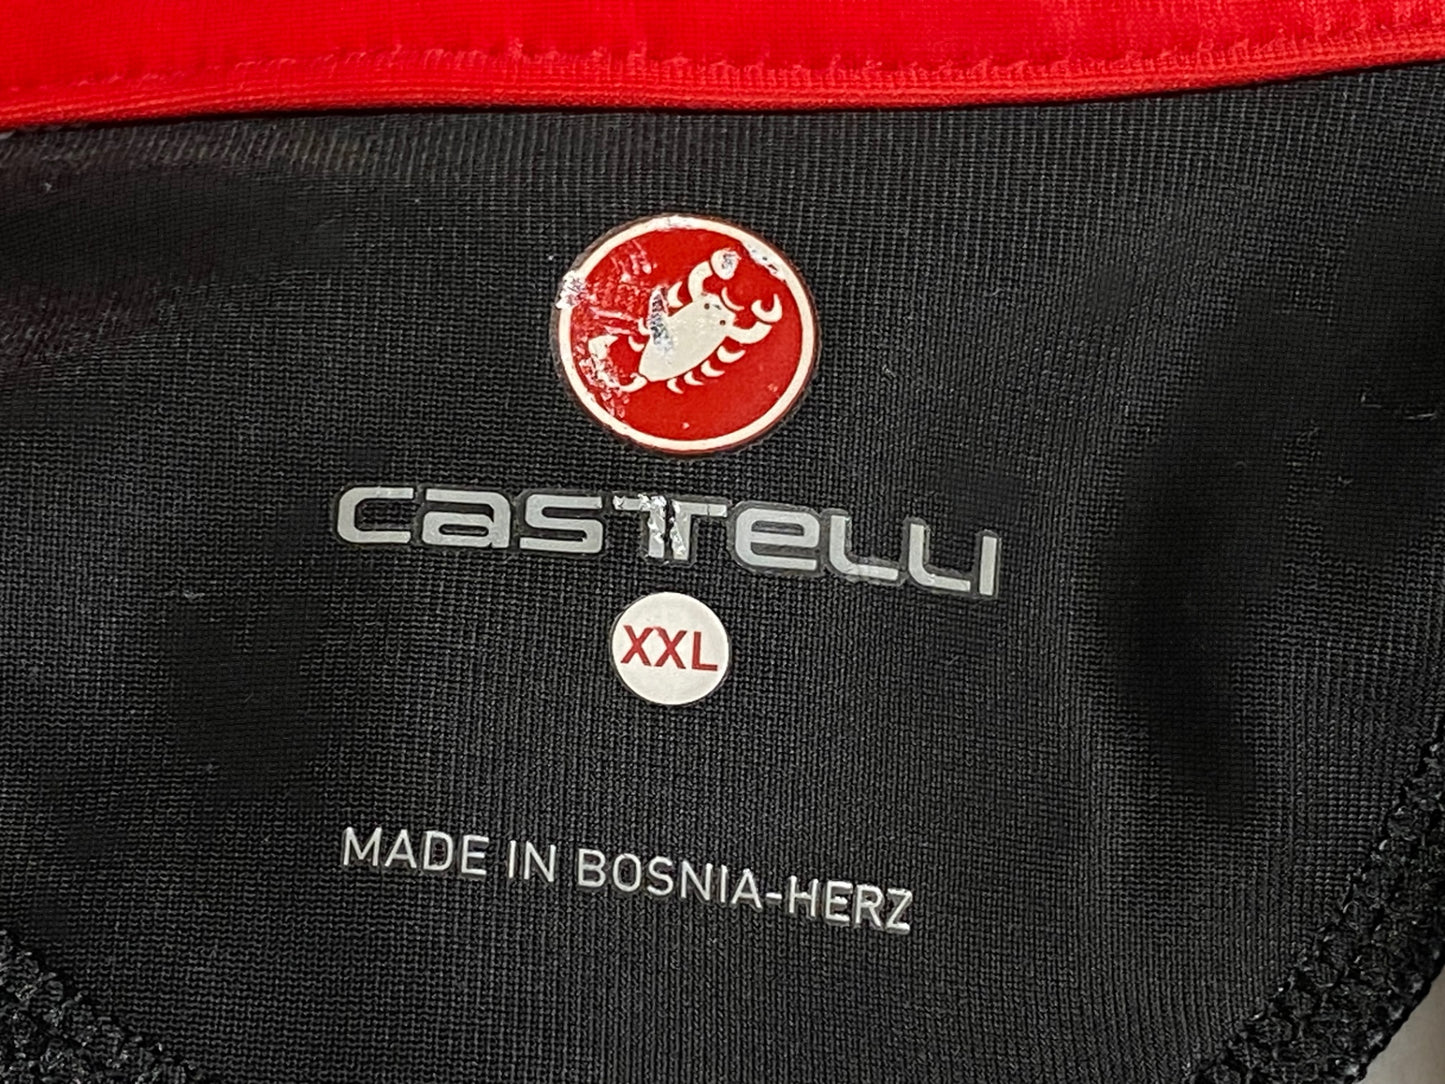 castelli
XXL
MADE IN BOSNIA-HERZ